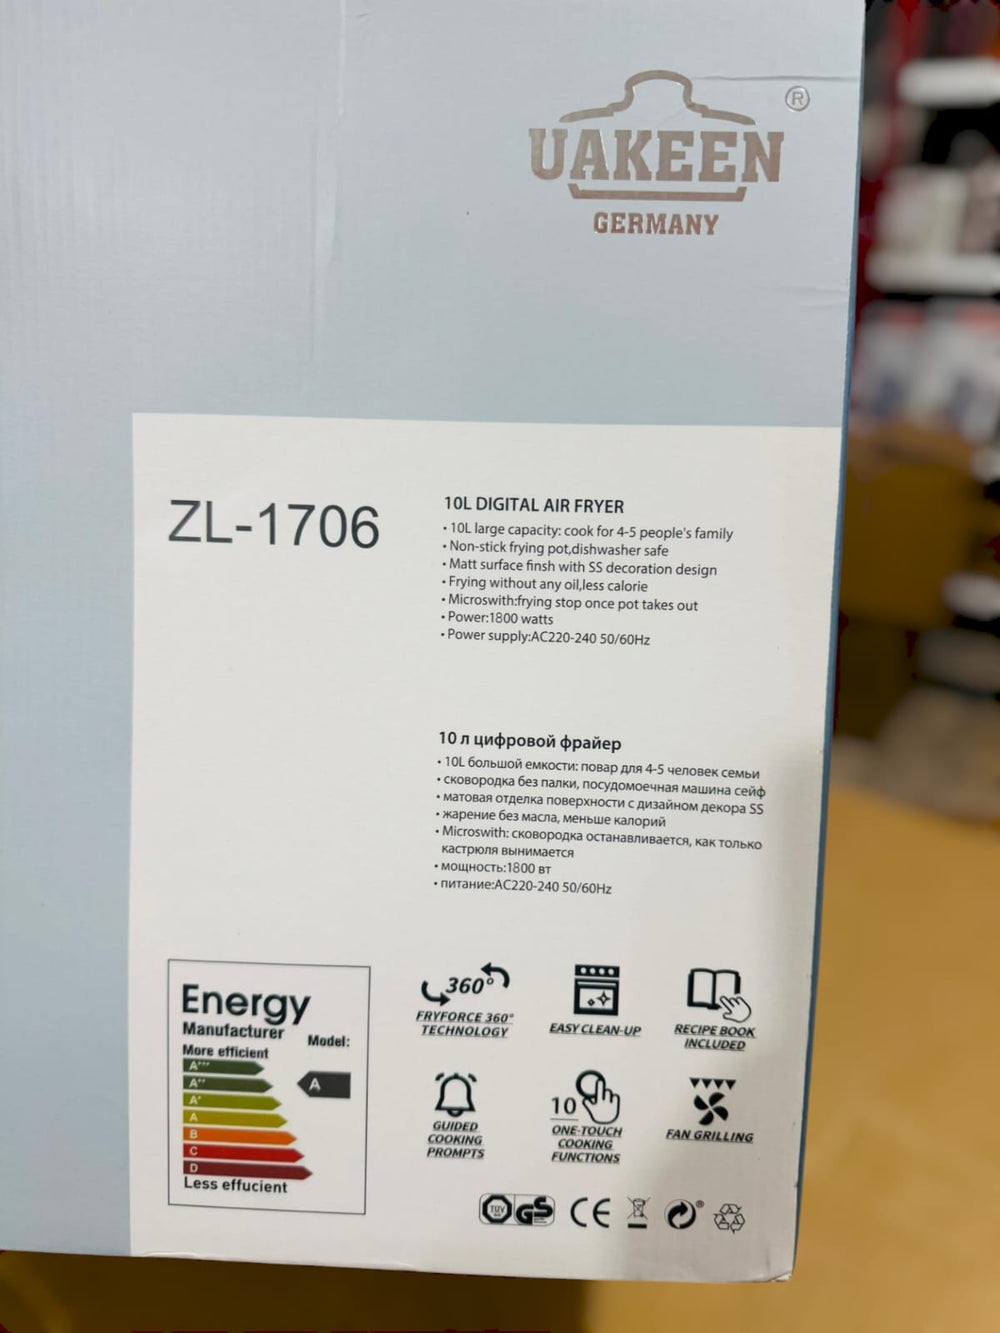 UAKEEN ®
GERMANY
ZL-1706
10L DIGITAL AIR FRYER
• 10L large capacity: cook for 4-5 people's family
• Non-stick frying pot,dishwasher safe
• Matt surface finsh with SS decoration design
• Frying without any oil,less calorie
• Microswith:frying stop once pot takes out
• Power:1800 watts
• Power supply:AC220-240 50/60Hz
10 л цифровой фрайер
• 10L большой емкости: повар для 4-5 человек семьи
• сковородка без палки, посудомоечная машина сейф
• матовая отделка поверхности с дизайном декора SS
• жарение без масла, меньше калорий
• Microswith: сковородка останавливается, как только
кастрюля вынимается
• мощность:1800 вт
• питание:AC220-240 50/60Hz
Energy
Manufacturer
Model:
More efficient
A+++
A++
A+
A
B
C
D
A
Less effucient
360°
FRYFORCE 360°
TECHNOLOGY
EASY CLEAN-UP
RECIPE BOOK
INCLUDED
GUIDED
COOKING
PROMPTS
10
ONE-TOUCH
COOKING
FUNCTIONS
FAN GRILLING
TÜV GS CE ®